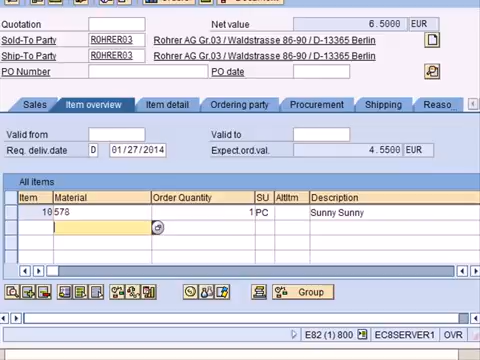 Orders
Document
Quotation Net value 6.5000 EUR
Sold-To Party ROHRER03 Rohrer AG Gr.03 / Waldstrasse 86-90 / D-13365 Berlin
Ship-To Party ROHRER03 Rohrer AG Gr.03 / Waldstrasse 86-90 / D-13365 Berlin
PO Number PO date
Sales Item overview Item detail Ordering party Procurement Shipping Reaso...
Valid from Valid to
Req. deliv.date D 01/27/2014 Expect.ord.val. 4.5500 EUR
All items
Item Material Order Quantity SU AltItm Description
10 578 1 PC Sunny Sunny
Group
E82 (1) 800 EC8SERVER1 OVR